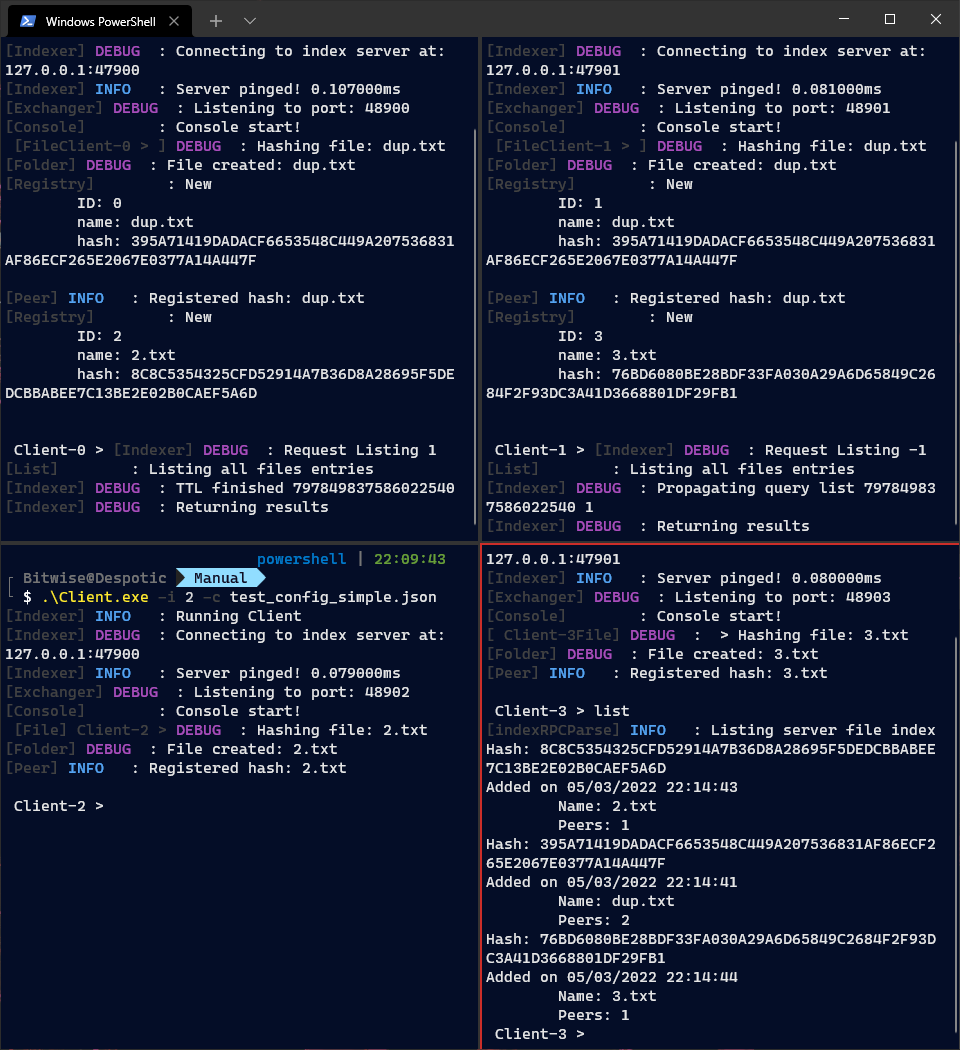 Windows PowerShell
[Indexer] DEBUG  : Connecting to index server at:
127.0.0.1:47900
[Indexer] INFO   : Server pinged! 0.107000ms
[Exchanger] DEBUG  : Listening to port: 48900
[Console]        : Console start!
 [FileClient-0 > ] DEBUG  : Hashing file: dup.txt
[Folder] DEBUG  : File created: dup.txt
[Registry]        : New
        ID: 0
        name: dup.txt
        hash: 395A71419DADACF6653548C449A207536831
AF86ECF265E2067E0377A14A447F
[Peer] INFO   : Registered hash: dup.txt
[Registry]        : New
        ID: 2
        name: 2.txt
        hash: 8C8C5354325CFD52914A7B36D8A28695F5DE
DCBBABEE7C13BE2E02B0CAEF5A6D
 Client-0 > [Indexer] DEBUG  : Request Listing 1
[List]        : Listing all files entries
[Indexer] DEBUG  : TTL finished 797849837586022540
[Indexer] DEBUG  : Returning results
[Indexer] DEBUG  : Connecting to index server at:
127.0.0.1:47901
[Indexer] INFO   : Server pinged! 0.081000ms
[Exchanger] DEBUG  : Listening to port: 48901
[Console]        : Console start!
 [FileClient-1 > ] DEBUG  : Hashing file: dup.txt
[Folder] DEBUG  : File created: dup.txt
[Registry]        : New
        ID: 1
        name: dup.txt
        hash: 395A71419DADACF6653548C449A207536831
AF86ECF265E2067E0377A14A447F
[Peer] INFO   : Registered hash: dup.txt
[Registry]        : New
        ID: 3
        name: 3.txt
        hash: 76BD6080BE28BDF33FA030A29A6D65849C26
84F2F93DC3A41D3668801DF29FB1
 Client-1 > [Indexer] DEBUG  : Request Listing -1
[List]        : Listing all files entries
[Indexer] DEBUG  : Propagating query list 79784983
7586022540 1
[Indexer] DEBUG  : Returning results
powershell | 22:09:43
Bitwise@Despotic Manual
$ .\Client.exe -i 2 -c test_config_simple.json
[Indexer] INFO   : Running Client
[Indexer] DEBUG  : Connecting to index server at:
127.0.0.1:47900
[Indexer] INFO   : Server pinged! 0.079000ms
[Exchanger] DEBUG  : Listening to port: 48902
[Console]        : Console start!
 [File] Client-2 > DEBUG  : Hashing file: 2.txt
[Folder] DEBUG  : File created: 2.txt
[Peer] INFO   : Registered hash: 2.txt
 Client-2 >
127.0.0.1:47901
[Indexer] INFO   : Server pinged! 0.080000ms
[Exchanger] DEBUG  : Listening to port: 48903
[Console]        : Console start!
[ Client-3File] DEBUG  :  > Hashing file: 3.txt
[Folder] DEBUG  : File created: 3.txt
[Peer] INFO   : Registered hash: 3.txt
 Client-3 > list
[indexRPCParse] INFO   : Listing server file index
Hash: 8C8C5354325CFD52914A7B36D8A28695F5DEDCBBABEE
7C13BE2E02B0CAEF5A6D
Added on 05/03/2022 22:14:43
        Name: 2.txt
        Peers: 1
Hash: 395A71419DADACF6653548C449A207536831AF86ECF2
65E2067E0377A14A447F
Added on 05/03/2022 22:14:41
        Name: dup.txt
        Peers: 2
Hash: 76BD6080BE28BDF33FA030A29A6D65849C2684F2F93D
C3A41D3668801DF29FB1
Added on 05/03/2022 22:14:44
        Name: 3.txt
        Peers: 1
 Client-3 >